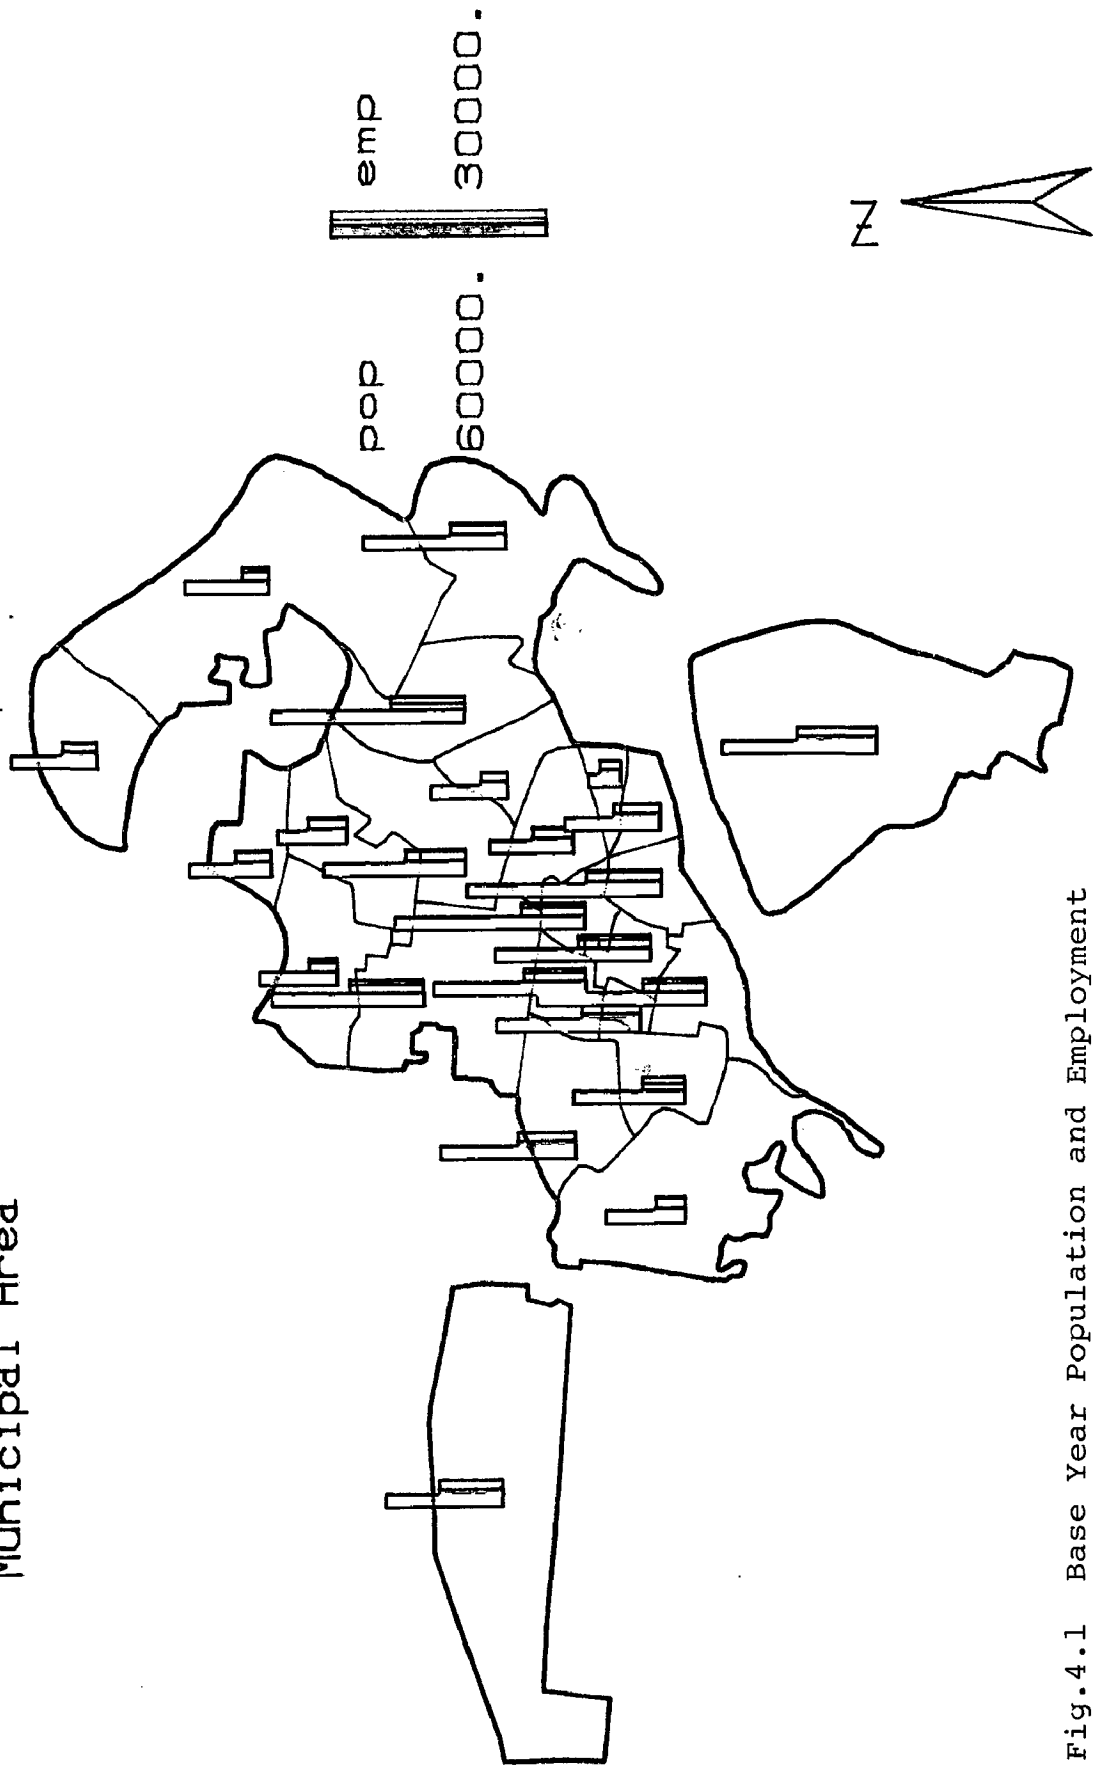 Municipal Area
pop emp
60000. 30000.
N
Fig.4.1 Base Year Population and Employment